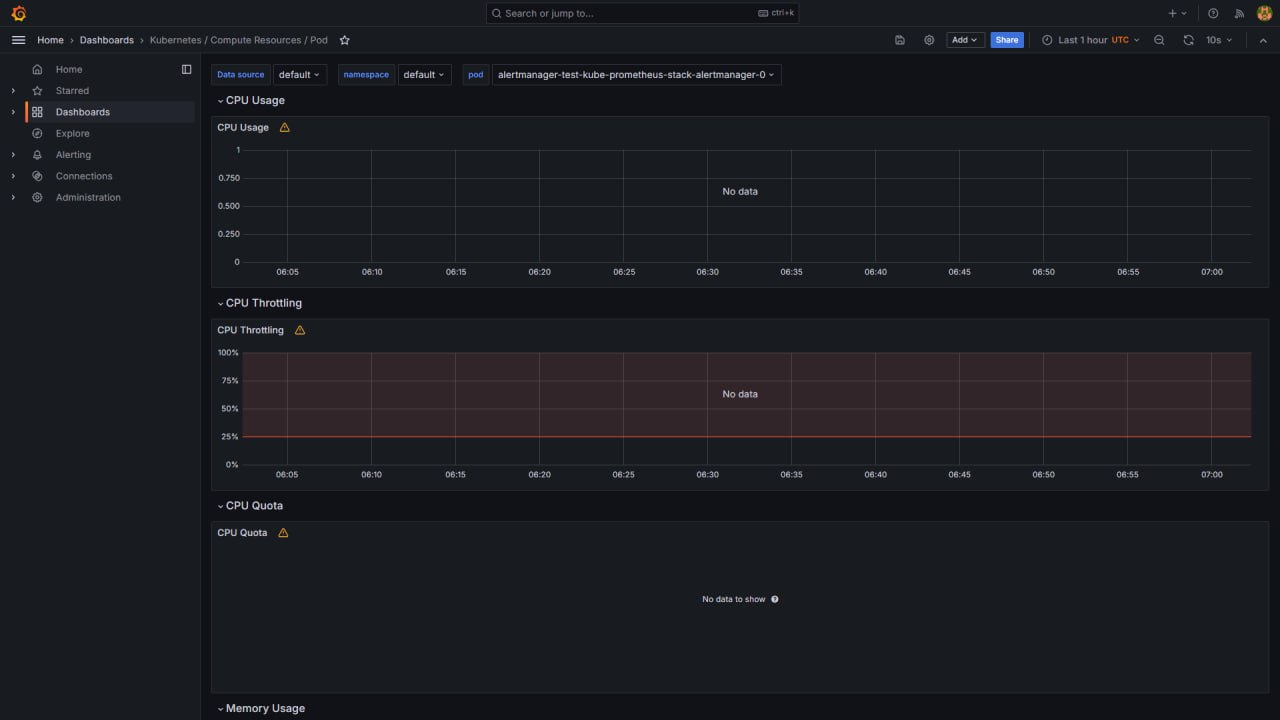 Search or jump to...
ctrl+k
Home › Dashboards › Kubernetes / Compute Resources / Pod
Add
Share
Last 1 hour UTC
10s
Home
Starred
Dashboards
Explore
Alerting
Connections
Administration
Data source default namespace default pod alertmanager-test-kube-prometheus-stack-alertmanager-0
CPU Usage
CPU Usage
1
0.750
0.500
0.250
0
No data
06:05 06:10 06:15 06:20 06:25 06:30 06:35 06:40 06:45 06:50 06:55 07:00
CPU Throttling
CPU Throttling
100%
75%
50%
25%
0%
No data
06:05 06:10 06:15 06:20 06:25 06:30 06:35 06:40 06:45 06:50 06:55 07:00
CPU Quota
CPU Quota
No data to show
Memory Usage